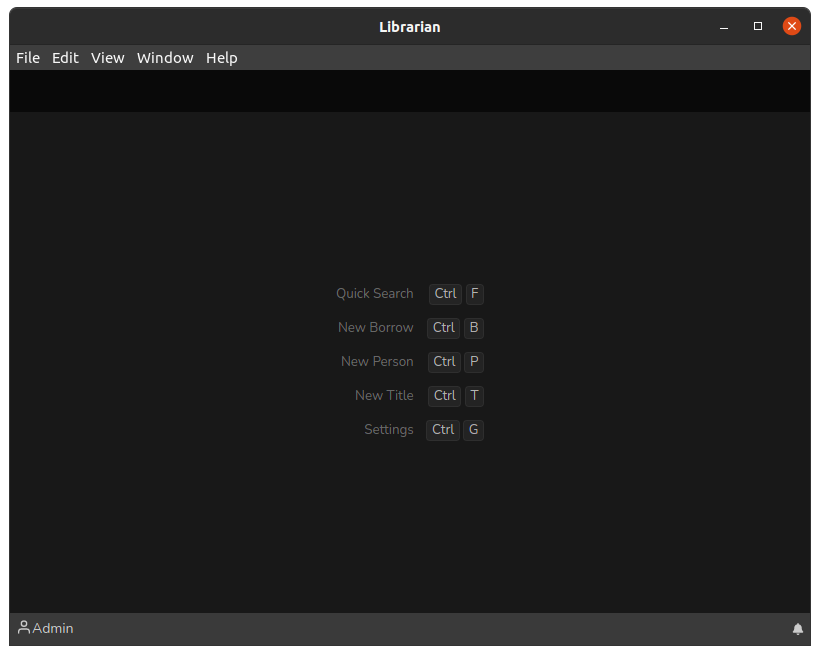 Librarian
File Edit View Window Help
Quick Search Ctrl F
New Borrow Ctrl B
New Person Ctrl P
New Title Ctrl T
Settings Ctrl G
Admin